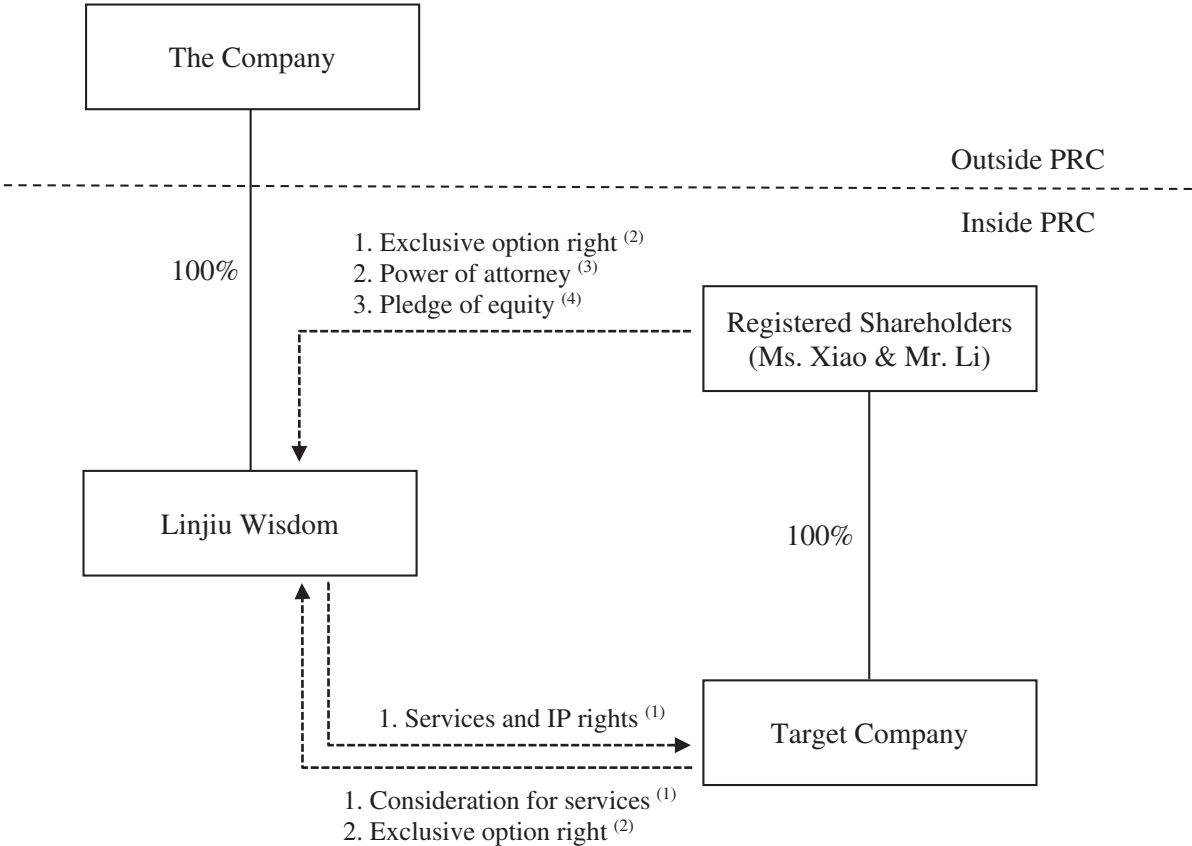 The Company
Outside PRC
Inside PRC
100%
1. Exclusive option right (2)
2. Power of attorney (3)
3. Pledge of equity (4)
Registered Shareholders
(Ms. Xiao & Mr. Li)
Linjiu Wisdom
100%
1. Services and IP rights (1)
Target Company
1. Consideration for services (1)
2. Exclusive option right (2)